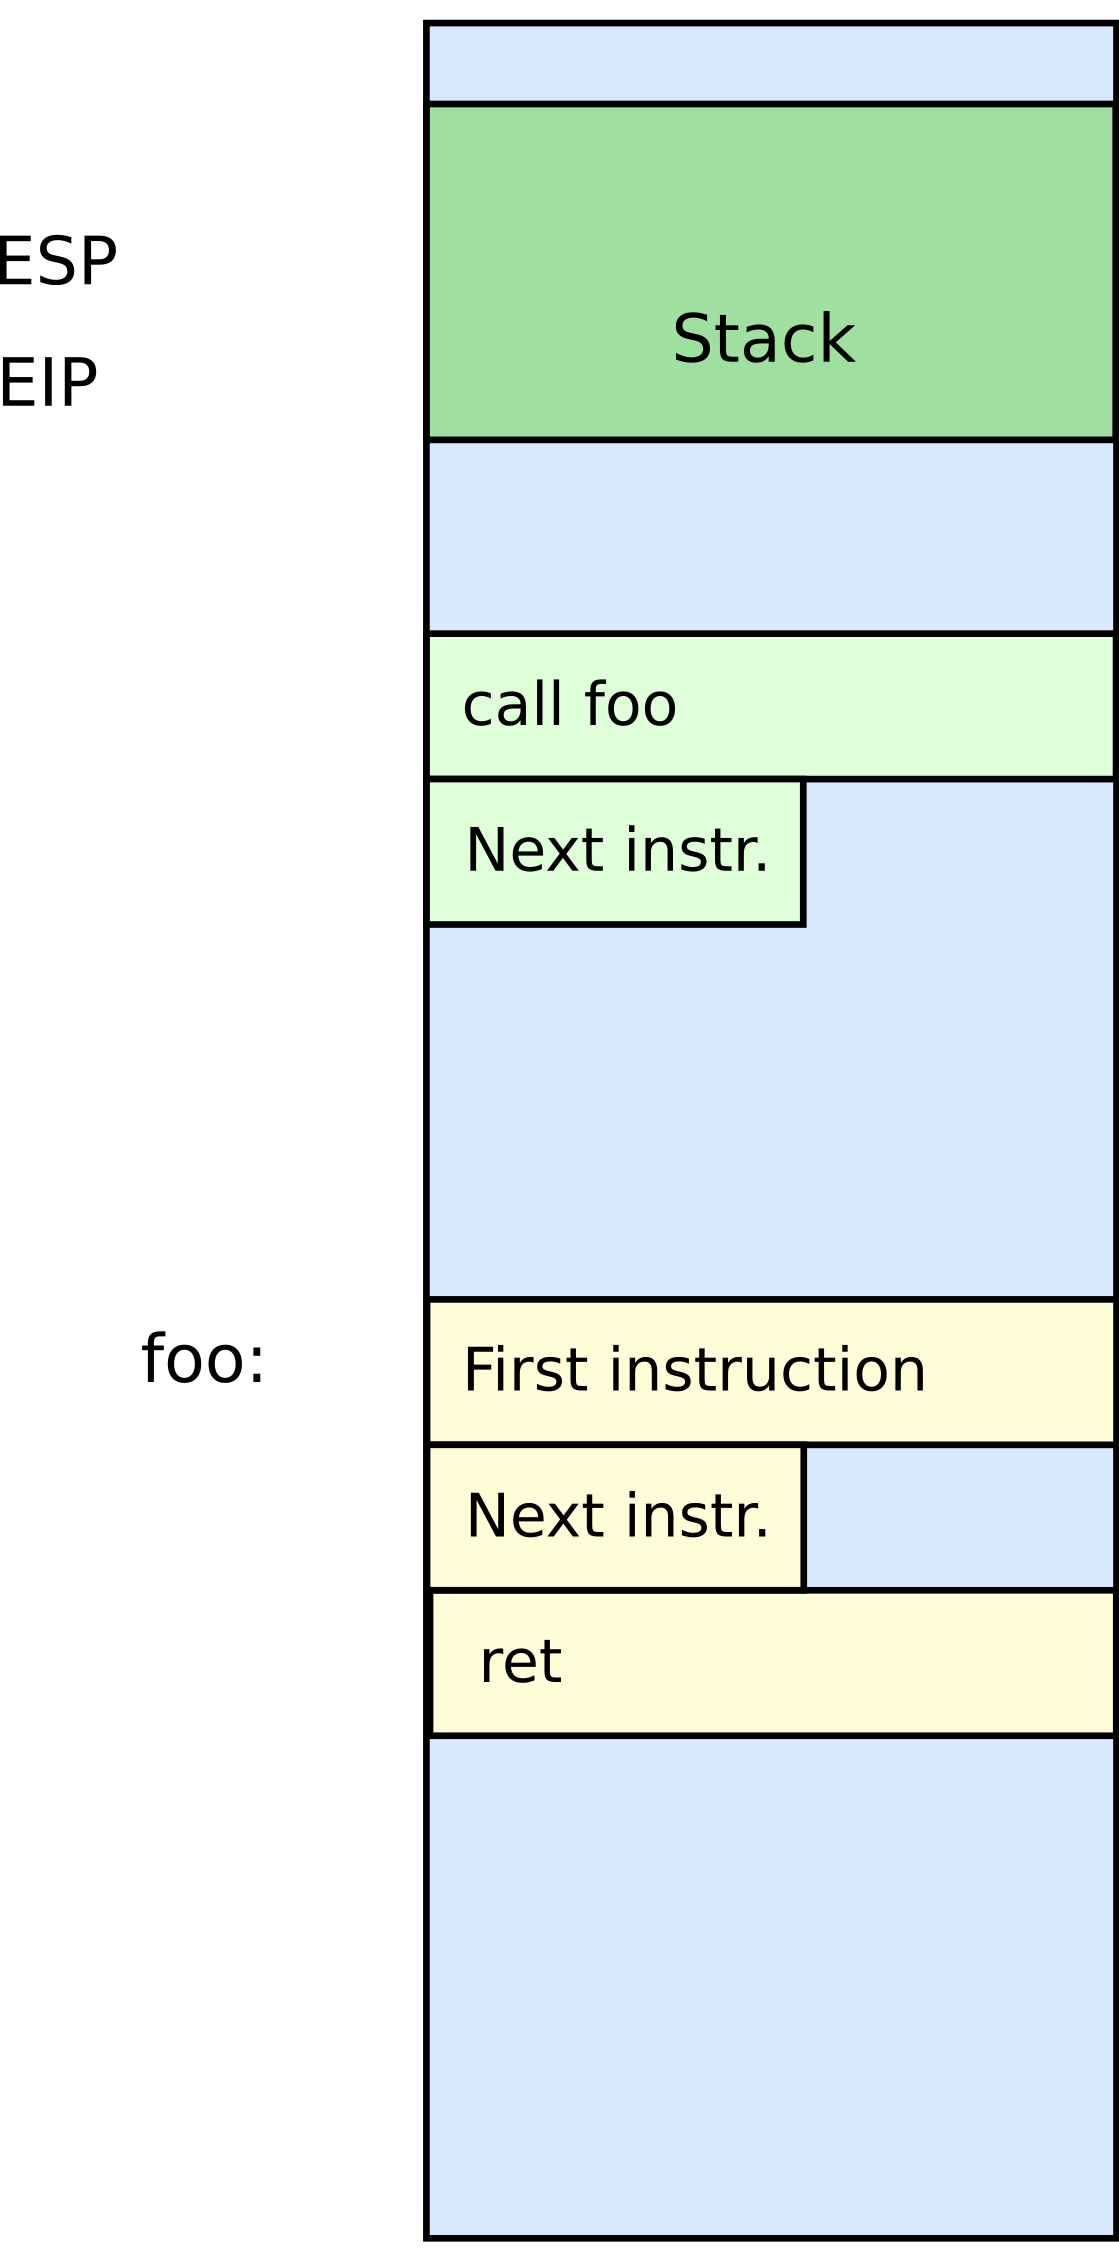 ESP
EIP
Stack
call foo
Next instr.
foo:
First instruction
Next instr.
ret